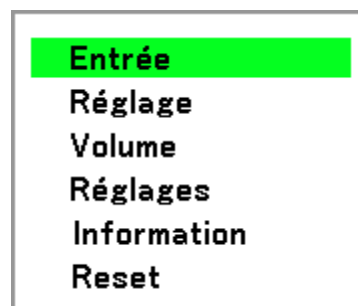 Entrée
Réglage
Volume
Réglages
Information
Reset